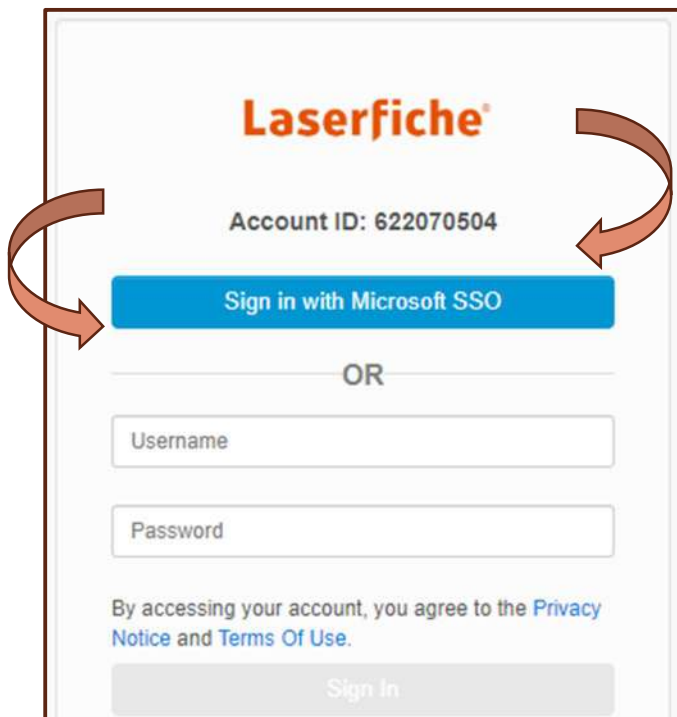 Laserfiche®
Account ID: 622070504
Sign in with Microsoft SSO
OR
Username
Password
By accessing your account, you agree to the Privacy
Notice and Terms Of Use.
Sign In